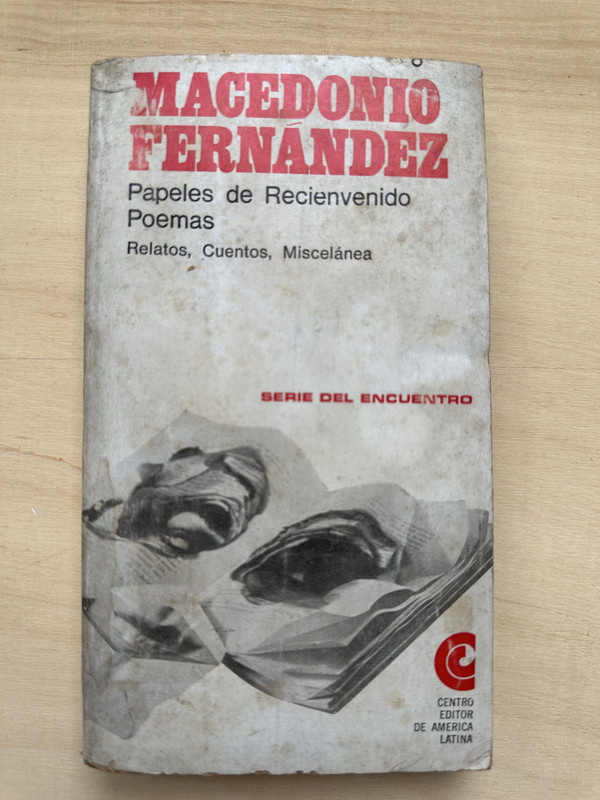 MACEDONIO
FERNÁNDEZ
Papeles de Recienvenido
Poemas
Relatos, Cuentos, Miscelánea
SERIE DEL ENCUENTRO
CENTRO
EDITOR
DE AMERICA
LATINA